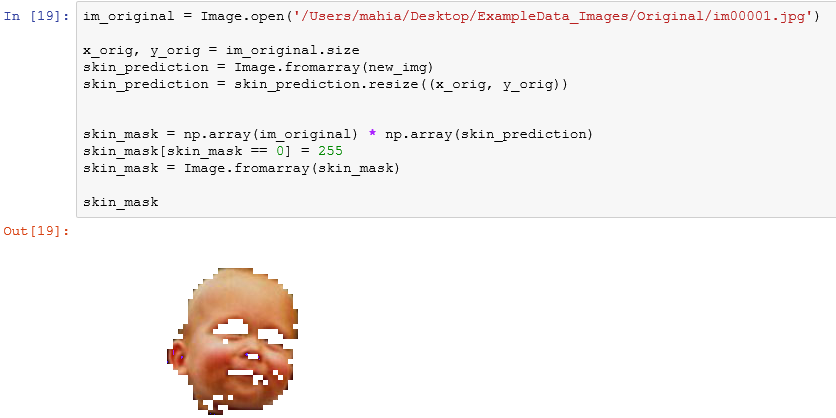 In [19]: im_original = Image.open('/Users/mahia/Desktop/ExampleData_Images/Original/im00001.jpg')
x_orig, y_orig = im_original.size
skin_prediction = Image.fromarray(new_img)
skin_prediction = skin_prediction.resize((x_orig, y_orig))
skin_mask = np.array(im_original) * np.array(skin_prediction)
skin_mask[skin_mask == 0] = 255
skin_mask = Image.fromarray(skin_mask)
skin_mask
Out[19]: